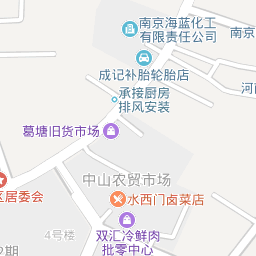 南京海蓝化工
有限责任公司
南京
成记补胎轮胎店
河
承接厨房
排风安装
葛塘旧货市场
中山农贸市场
区居委会
水西门卤菜店
4号楼
双汇冷鲜肉
批零中心
2期